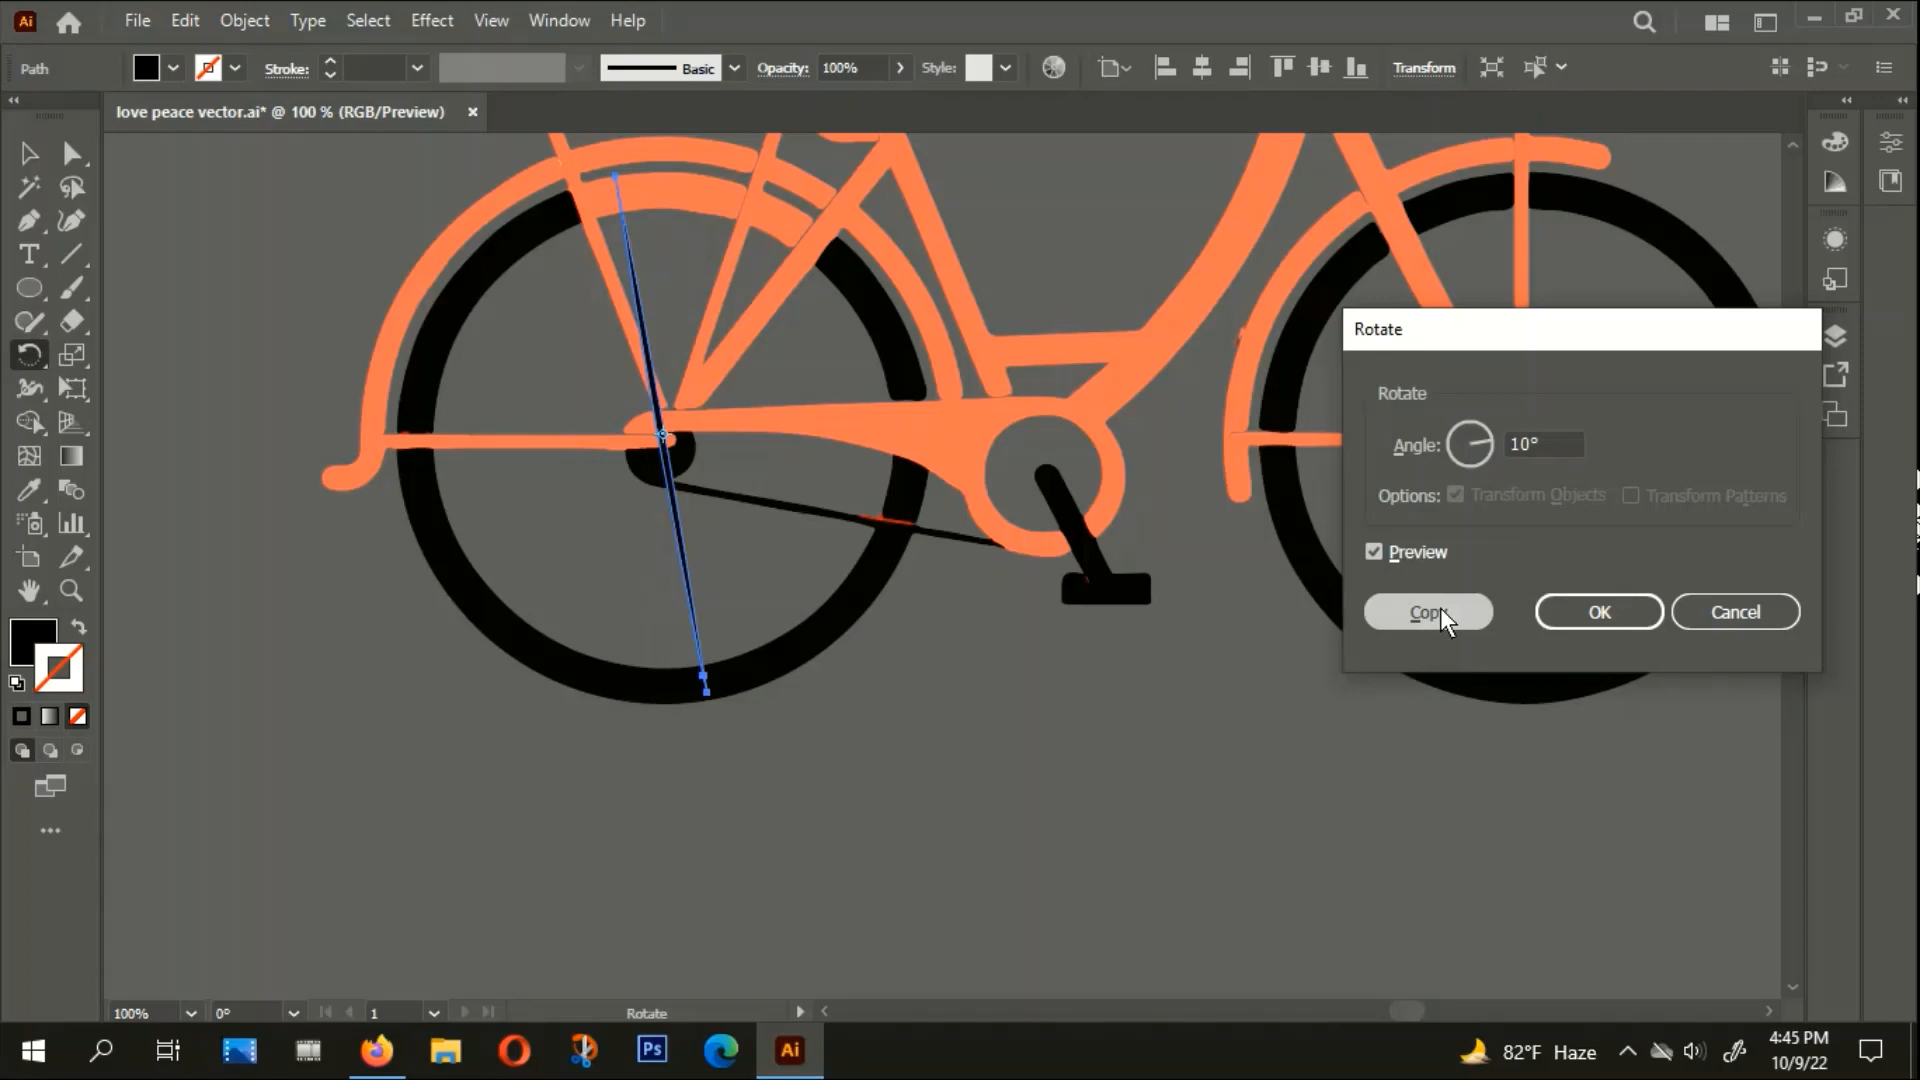 Ai File Edit Object Type Select Effect View Window Help
Path Stroke: Basic Opacity: 100% Style: Transform
love peace vector.ai* @ 100 % (RGB/Preview) ×
Rotate
Rotate
Angle: 10°
Options: Transform Objects Transform Patterns
Preview
Copy OK Cancel
100% 0° 1 Rotate
Ps Ai 82°F Haze 4:45 PM
10/9/22